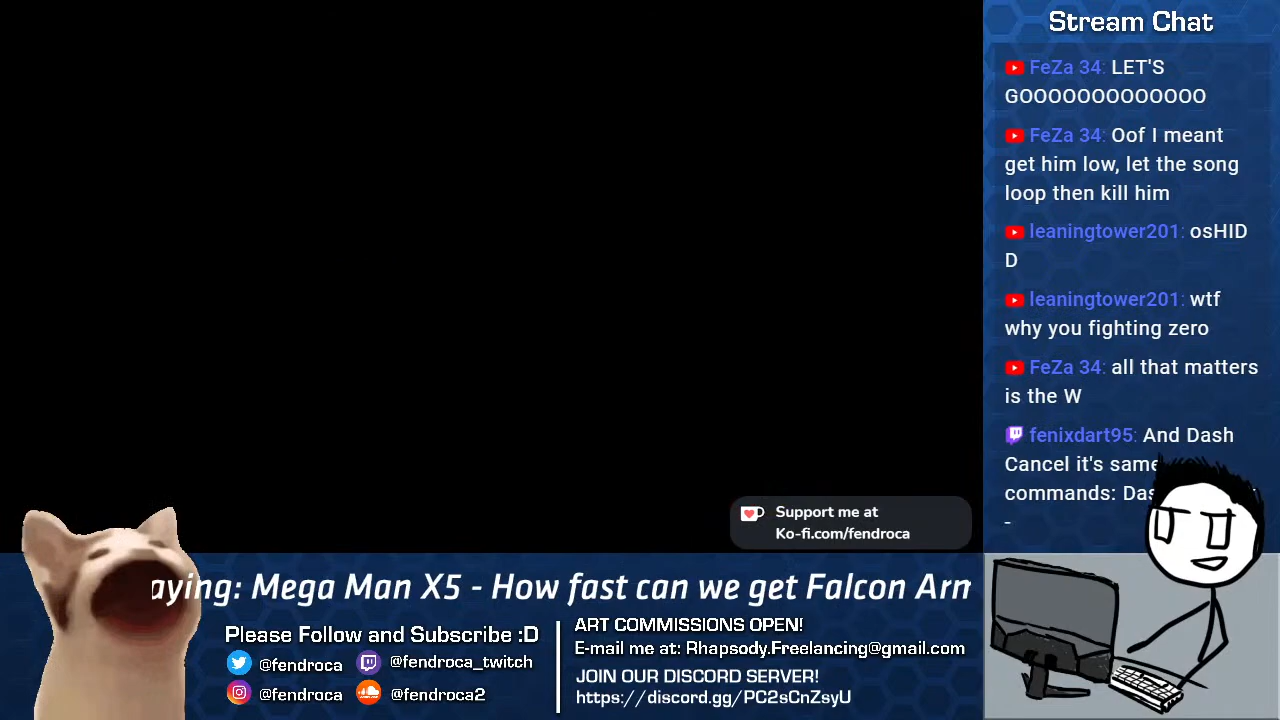 Stream Chat
FeZa 34: LET'S
GOOOOOOOOOOOOO
FeZa 34: Oof I meant
get him low, let the song
loop then kill him
leaningtower201: osHID
D
leaningtower201: wtf
why you fighting zero
FeZa 34: all that matters
is the W
fenixdart95: And Dash
Cancel it's same
commands:
-
Support me at
Ko-fi.com/fendroca
aying: Mega Man X5 - How fast can we get Falcon Arm
Please Follow and Subscribe :D
@fendroca
@fendroca_twitch
@fendroca
@fendroca2
ART COMMISSIONS OPEN!
E-mail me at: Rhapsody.Freelancing@gmail.com
JOIN OUR DISCORD SERVER!
https://discord.gg/PC2sCnZsyU